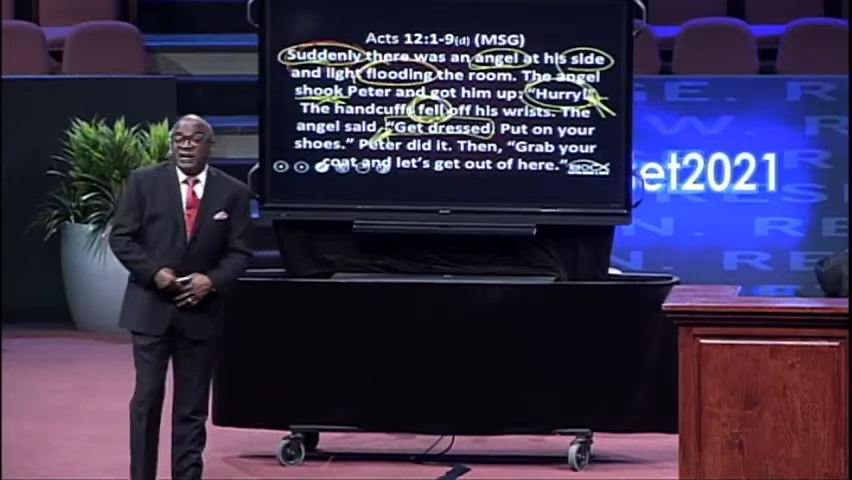 Acts 12:1-9(d) (MSG)
Suddenly there was an angel at his side
and light flooding the room. The angel
shook Peter and got him up: "Hurry!"
The handcuffs fell off his wrists. The
angel said, "Get dressed. Put on your
shoes." Peter did it. Then, "Grab your
coat and let's get out of here."
et2021